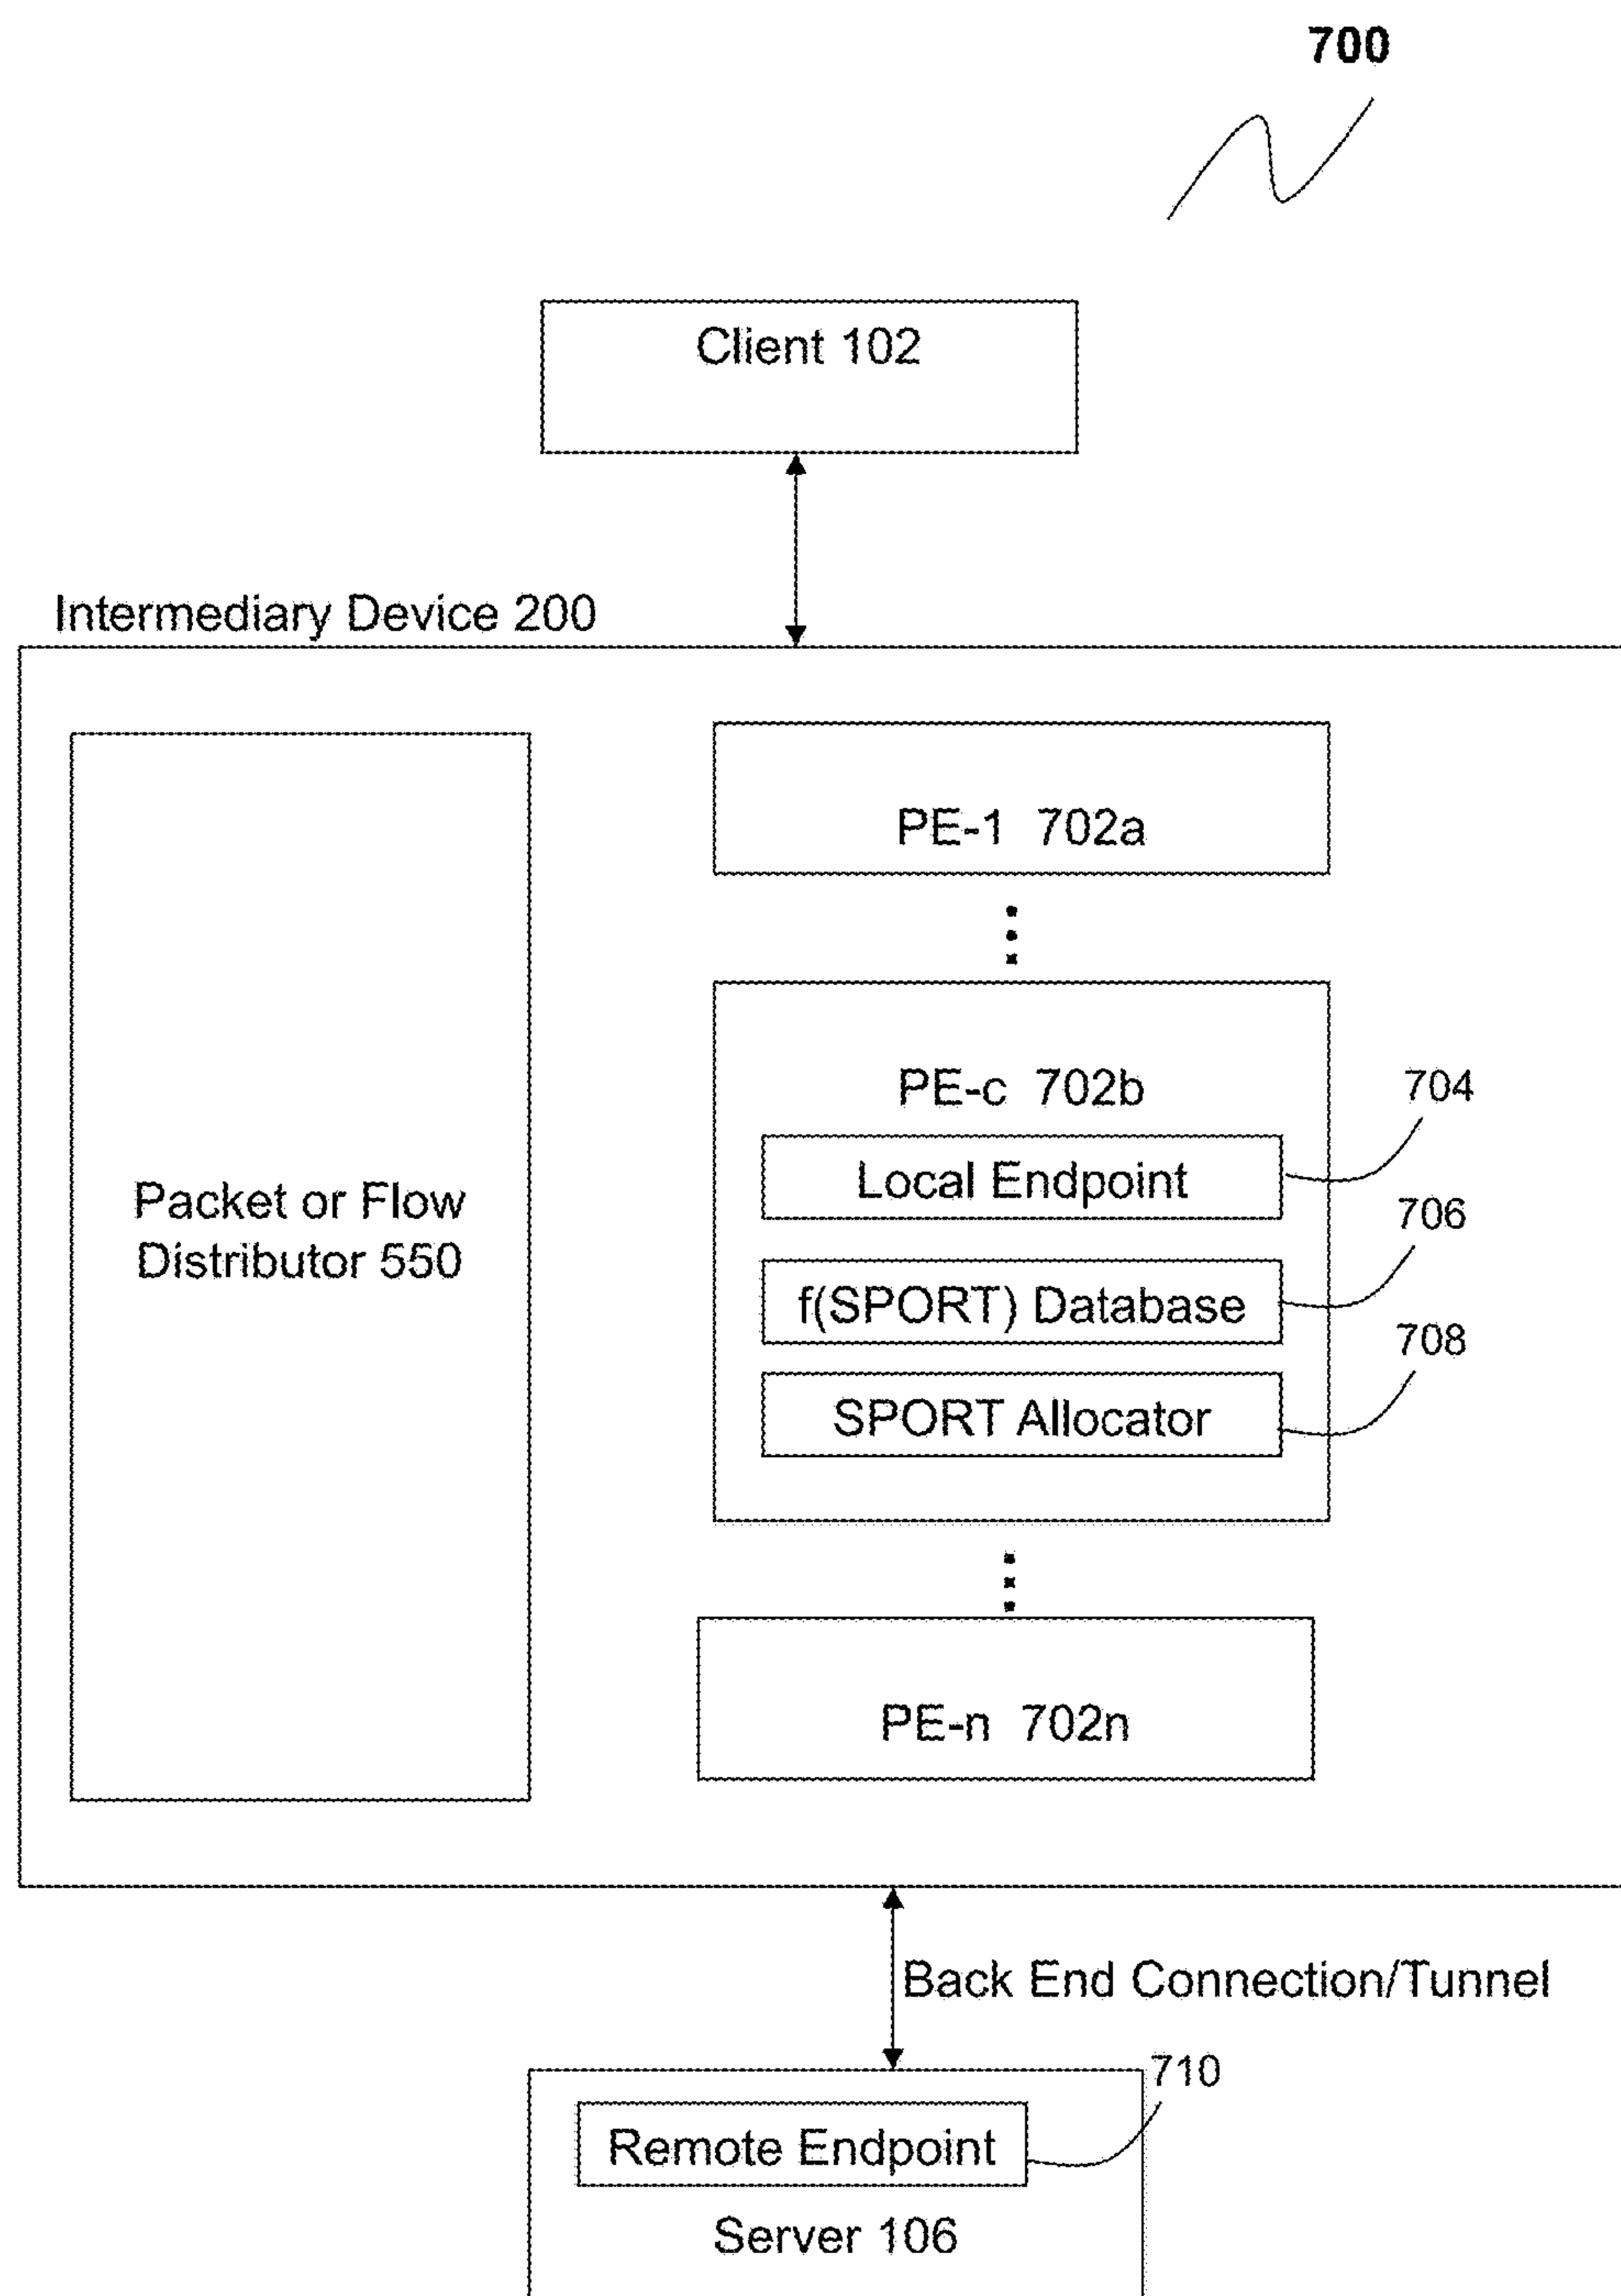 700
Client 102
Intermediary Device 200
PE-1 702a
PE-c 702b
704
Local Endpoint
706
f(SPORT) Database
708
SPORT Allocator
Packet or Flow
Distributor 550
PE-n 702n
Back End Connection/Tunnel
710
Remote Endpoint
Server 106